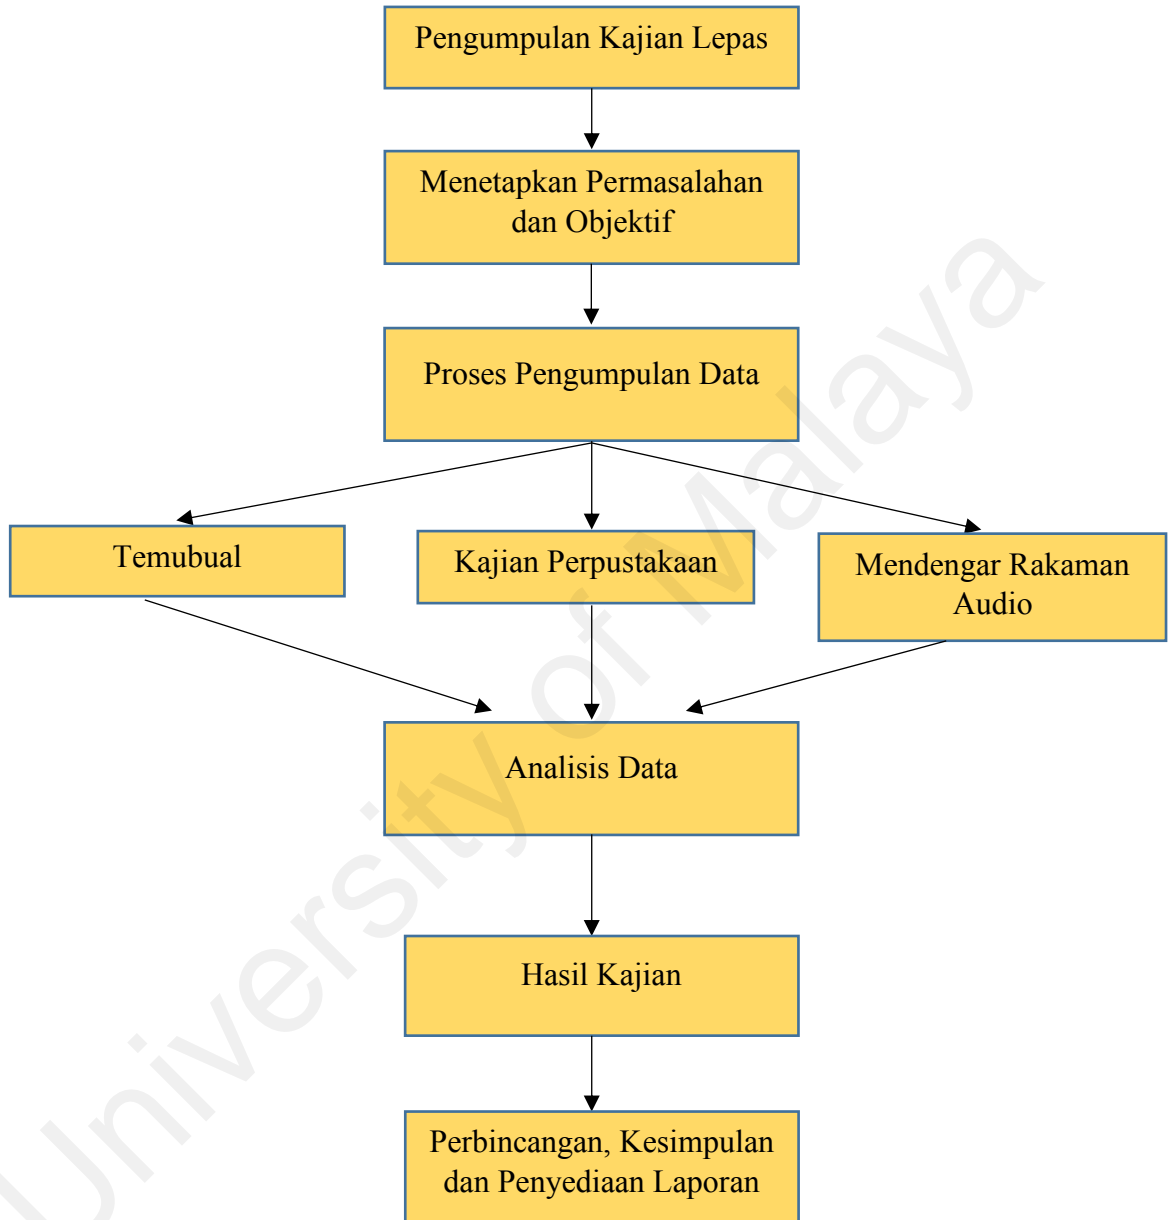 Pengumpulan Kajian Lepas
Menetapkan Permasalahan
dan Objektif
Proses Pengumpulan Data
Temubual
Kajian Perpustakaan
Mendengar Rakaman
Audio
Analisis Data
Hasil Kajian
Perbincangan, Kesimpulan
dan Penyediaan Laporan
University of Malaya